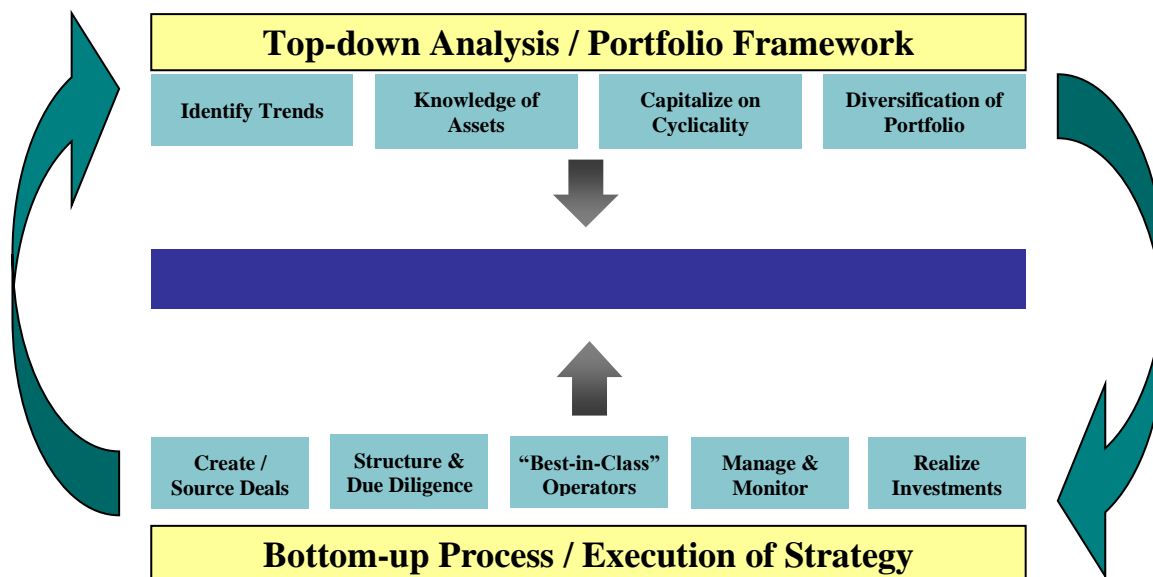 Top-down Analysis / Portfolio Framework
Identify Trends
Knowledge of
Assets
Capitalize on
Cyclicality
Diversification of
Portfolio
Create /
Source Deals
Structure &
Due Diligence
“Best-in-Class”
Operators
Manage &
Monitor
Realize
Investments
Bottom-up Process / Execution of Strategy